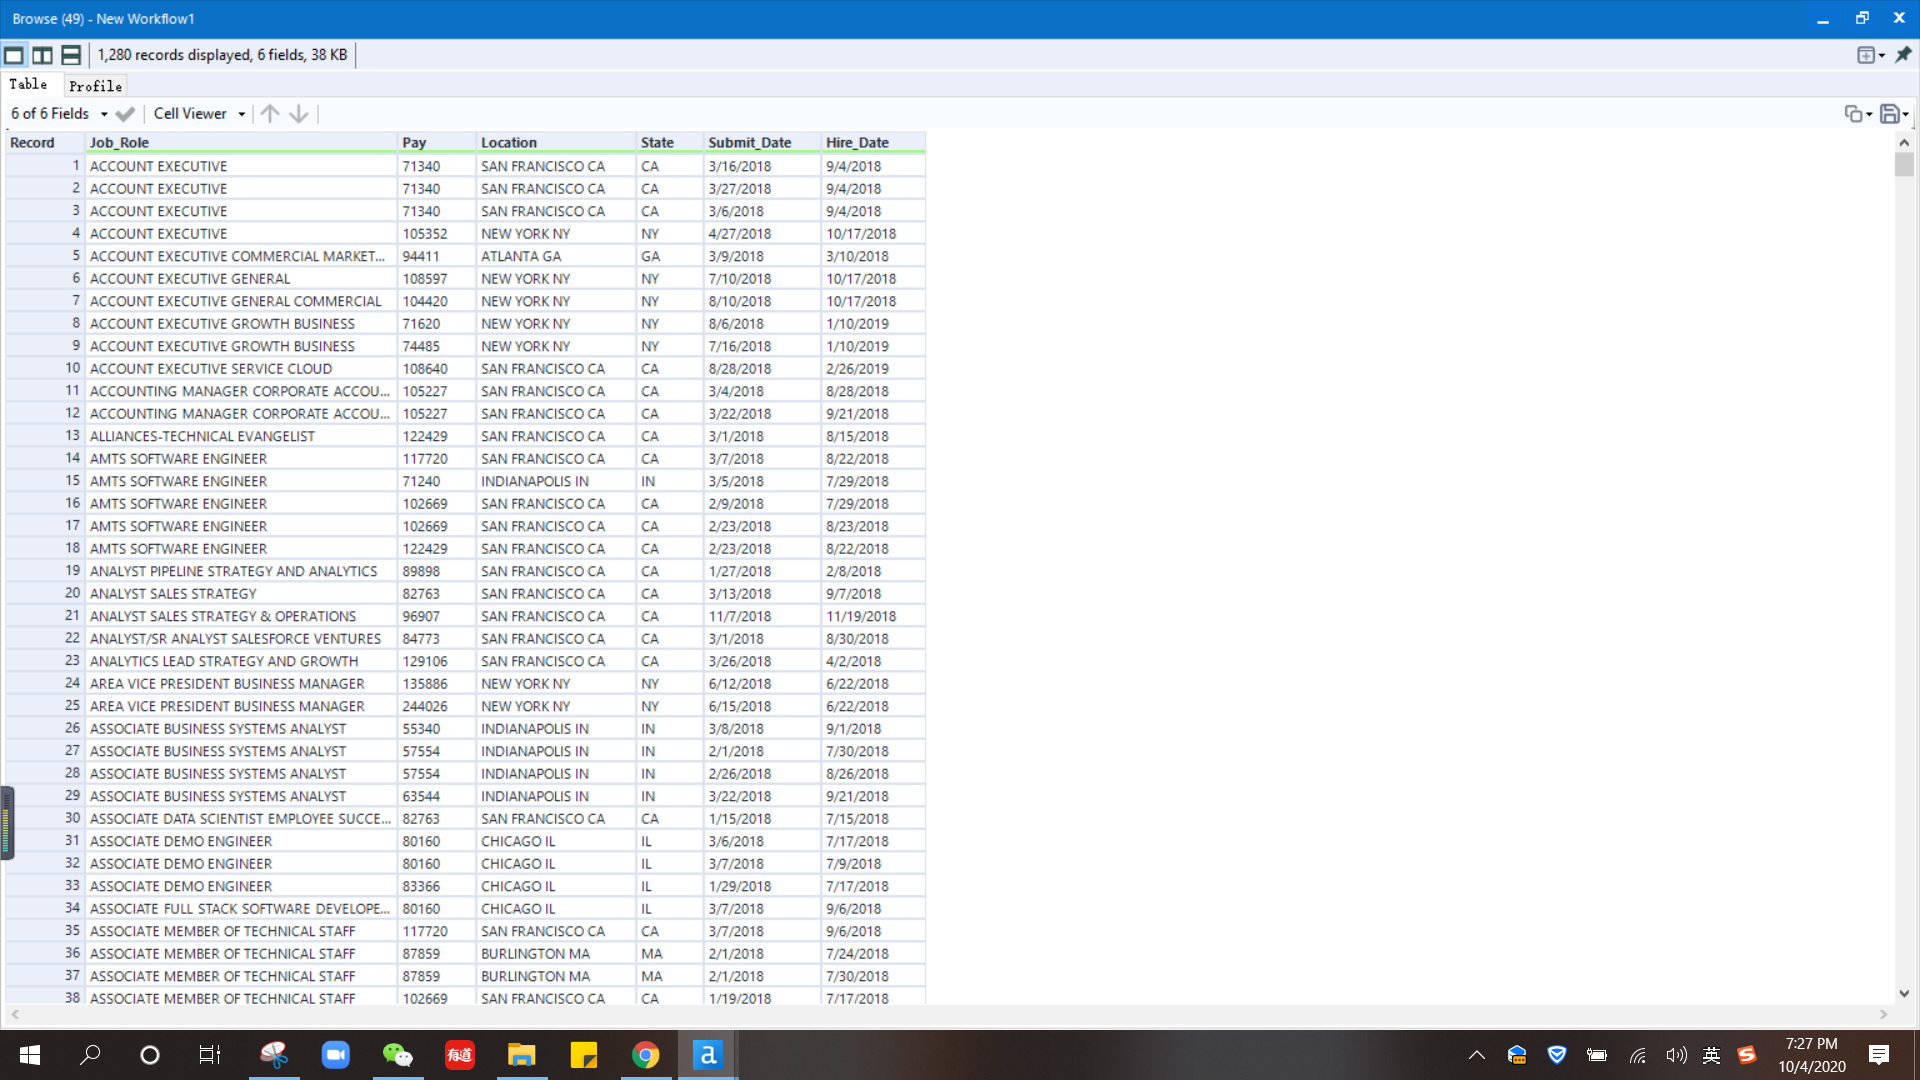 Browse (49) - New Workflow1
1,280 records displayed, 6 fields, 38 KB
Table Profile
6 of 6 Fields Cell Viewer
Record Job_Role Pay Location State Submit_Date Hire_Date
1 ACCOUNT EXECUTIVE 71340 SAN FRANCISCO CA CA 3/16/2018 9/4/2018
2 ACCOUNT EXECUTIVE 71340 SAN FRANCISCO CA CA 3/27/2018 9/4/2018
3 ACCOUNT EXECUTIVE 71340 SAN FRANCISCO CA CA 3/6/2018 9/4/2018
4 ACCOUNT EXECUTIVE 105352 NEW YORK NY NY 4/27/2018 10/17/2018
5 ACCOUNT EXECUTIVE COMMERCIAL MARKET... 94411 ATLANTA GA GA 3/9/2018 3/10/2018
6 ACCOUNT EXECUTIVE GENERAL 108597 NEW YORK NY NY 7/10/2018 10/17/2018
7 ACCOUNT EXECUTIVE GENERAL COMMERCIAL 104420 NEW YORK NY NY 8/10/2018 10/17/2018
8 ACCOUNT EXECUTIVE GROWTH BUSINESS 71620 NEW YORK NY NY 8/6/2018 1/10/2019
9 ACCOUNT EXECUTIVE GROWTH BUSINESS 74485 NEW YORK NY NY 7/16/2018 1/10/2019
10 ACCOUNT EXECUTIVE SERVICE CLOUD 108640 SAN FRANCISCO CA CA 8/28/2018 2/26/2019
11 ACCOUNTING MANAGER CORPORATE ACCOU... 105227 SAN FRANCISCO CA CA 3/4/2018 8/28/2018
12 ACCOUNTING MANAGER CORPORATE ACCOU... 105227 SAN FRANCISCO CA CA 3/22/2018 9/21/2018
13 ALLIANCES-TECHNICAL EVANGELIST 122429 SAN FRANCISCO CA CA 3/1/2018 8/15/2018
14 AMTS SOFTWARE ENGINEER 117720 SAN FRANCISCO CA CA 3/7/2018 8/22/2018
15 AMTS SOFTWARE ENGINEER 71240 INDIANAPOLIS IN IN 3/5/2018 7/29/2018
16 AMTS SOFTWARE ENGINEER 102669 SAN FRANCISCO CA CA 2/9/2018 7/29/2018
17 AMTS SOFTWARE ENGINEER 102669 SAN FRANCISCO CA CA 2/23/2018 8/23/2018
18 AMTS SOFTWARE ENGINEER 122429 SAN FRANCISCO CA CA 2/23/2018 8/22/2018
19 ANALYST PIPELINE STRATEGY AND ANALYTICS 89898 SAN FRANCISCO CA CA 1/27/2018 2/8/2018
20 ANALYST SALES STRATEGY 82763 SAN FRANCISCO CA CA 3/13/2018 9/7/2018
21 ANALYST SALES STRATEGY & OPERATIONS 96907 SAN FRANCISCO CA CA 11/7/2018 11/19/2018
22 ANALYST/SR ANALYST SALESFORCE VENTURES 84773 SAN FRANCISCO CA CA 3/1/2018 8/30/2018
23 ANALYTICS LEAD STRATEGY AND GROWTH 129106 SAN FRANCISCO CA CA 3/26/2018 4/2/2018
24 AREA VICE PRESIDENT BUSINESS MANAGER 135886 NEW YORK NY NY 6/12/2018 6/22/2018
25 AREA VICE PRESIDENT BUSINESS MANAGER 244026 NEW YORK NY NY 6/15/2018 6/22/2018
26 ASSOCIATE BUSINESS SYSTEMS ANALYST 55340 INDIANAPOLIS IN IN 3/8/2018 9/1/2018
27 ASSOCIATE BUSINESS SYSTEMS ANALYST 57554 INDIANAPOLIS IN IN 2/1/2018 7/30/2018
28 ASSOCIATE BUSINESS SYSTEMS ANALYST 57554 INDIANAPOLIS IN IN 2/26/2018 8/26/2018
29 ASSOCIATE BUSINESS SYSTEMS ANALYST 63544 INDIANAPOLIS IN IN 3/22/2018 9/21/2018
30 ASSOCIATE DATA SCIENTIST EMPLOYEE SUCCE... 82763 SAN FRANCISCO CA CA 1/15/2018 7/15/2018
31 ASSOCIATE DEMO ENGINEER 80160 CHICAGO IL IL 3/6/2018 7/17/2018
32 ASSOCIATE DEMO ENGINEER 80160 CHICAGO IL IL 3/7/2018 7/9/2018
33 ASSOCIATE DEMO ENGINEER 83366 CHICAGO IL IL 1/29/2018 7/17/2018
34 ASSOCIATE FULL STACK SOFTWARE DEVELOPE... 80160 CHICAGO IL IL 3/7/2018 9/6/2018
35 ASSOCIATE MEMBER OF TECHNICAL STAFF 117720 SAN FRANCISCO CA CA 3/7/2018 9/6/2018
36 ASSOCIATE MEMBER OF TECHNICAL STAFF 87859 BURLINGTON MA MA 2/1/2018 7/24/2018
37 ASSOCIATE MEMBER OF TECHNICAL STAFF 87859 BURLINGTON MA MA 2/1/2018 7/30/2018
38 ASSOCIATE MEMBER OF TECHNICAL STAFF 102669 SAN FRANCISCO CA CA 1/19/2018 7/17/2018
有道 a 英 S 7:27 PM
10/4/2020